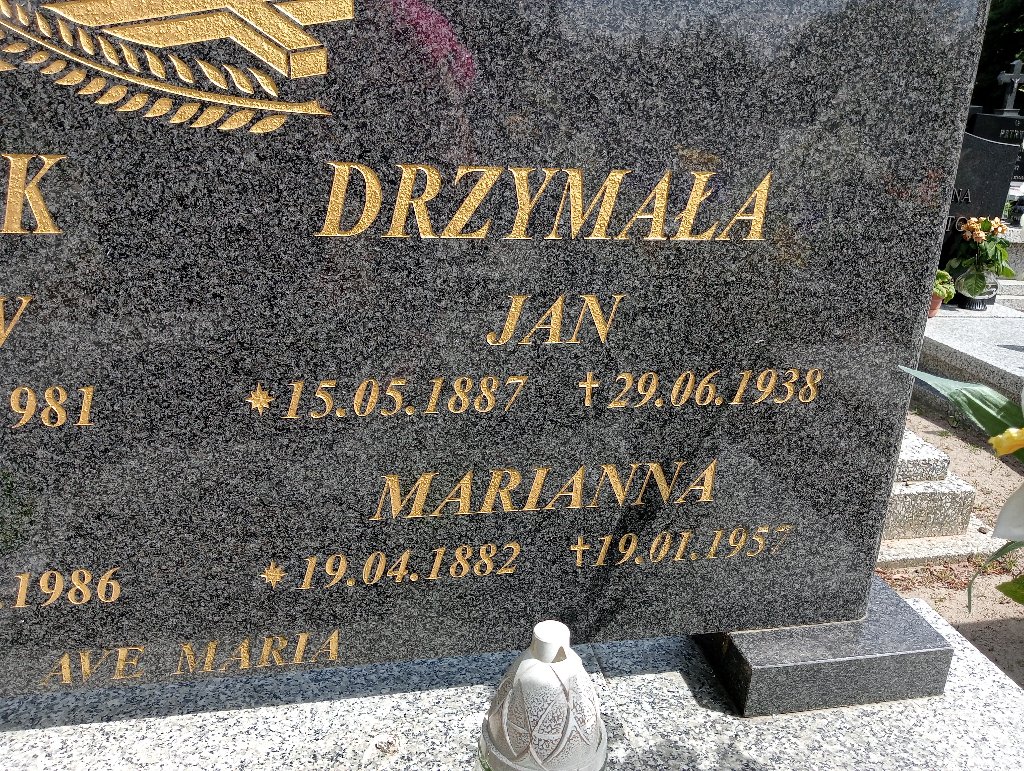 K
DRZYMAŁA
JAN
981
* 15.05.1887 † 29.06.1938
MARIANNA
.1986
* 19.04.1882 † 19.01.1957
AVE MARIA